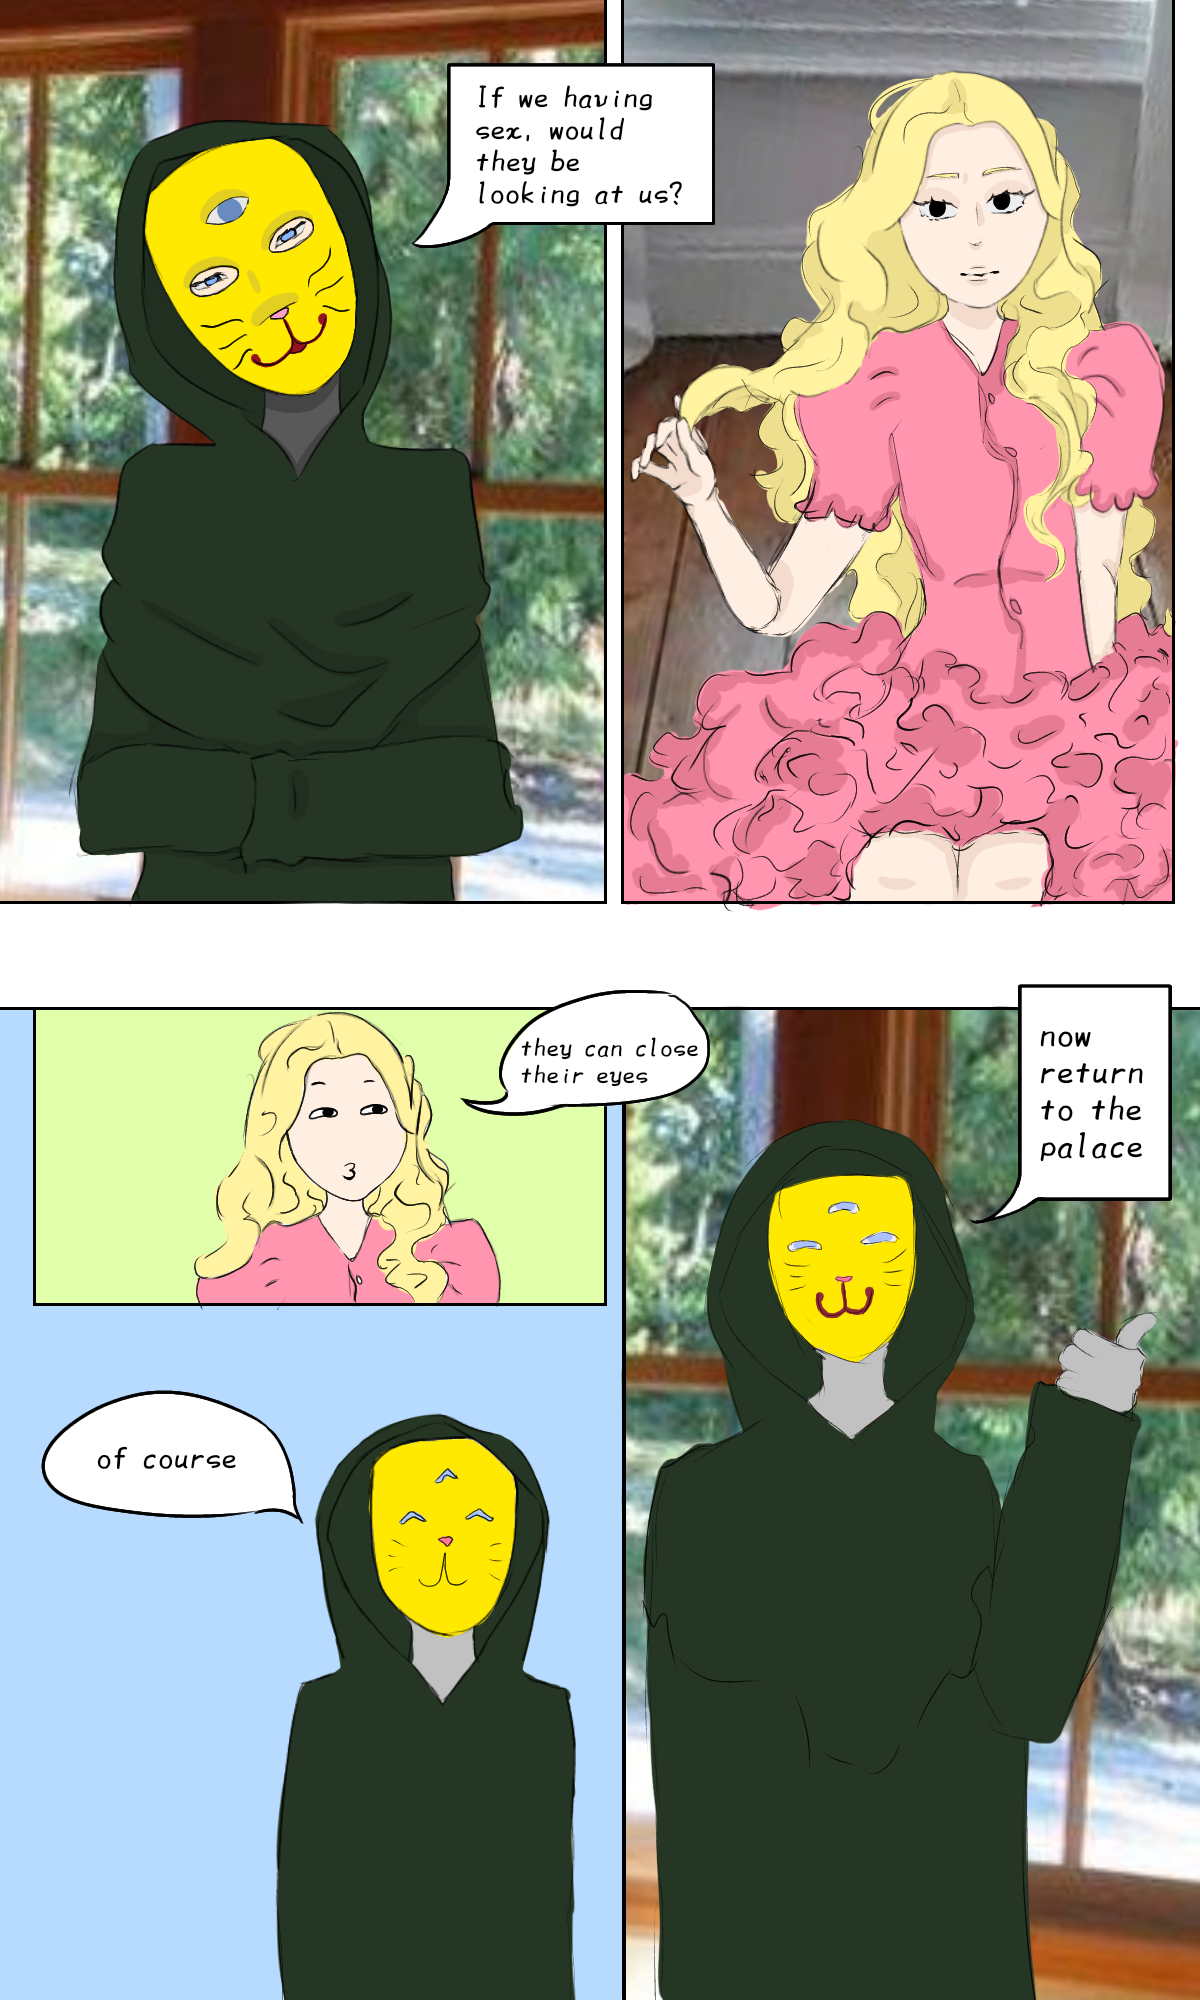 If we having
sex, would
they be
looking at us?
they can close
their eyes
of course
now
return
to the
palace